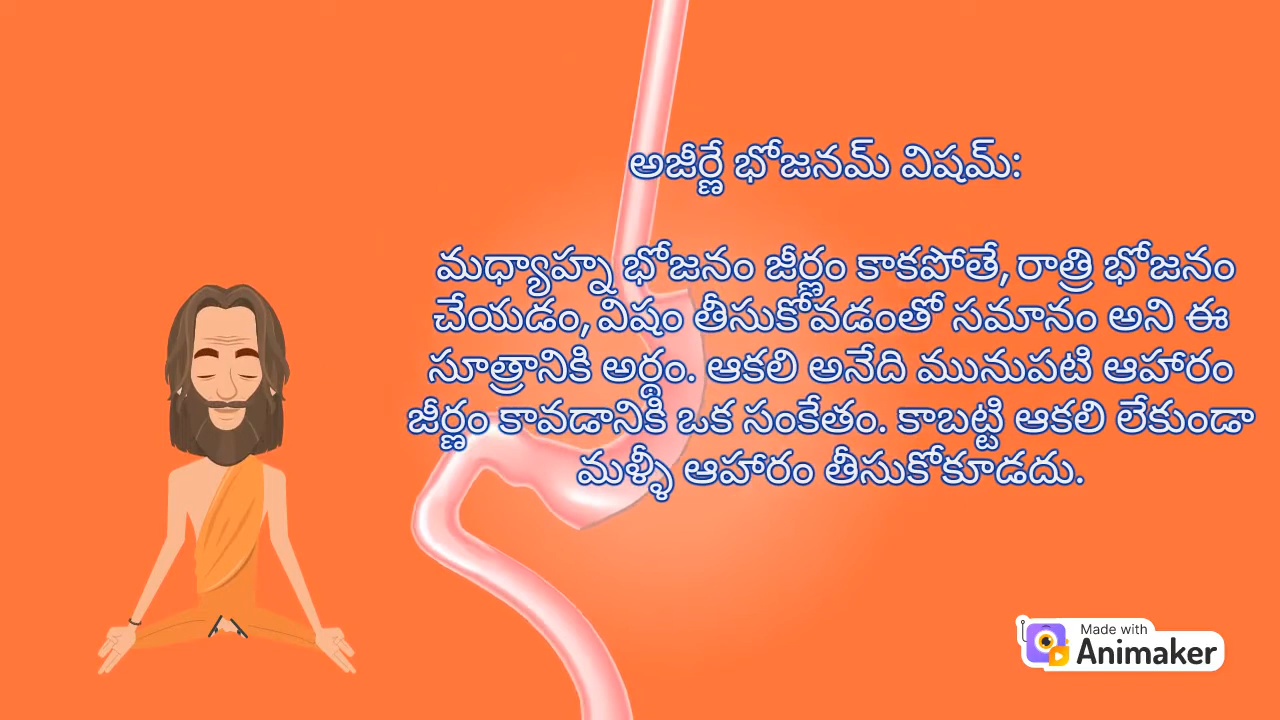 అజీర్ణే భోజనమ్ విషమ్:
మధ్యాహ్న భోజనం జీర్ణం కాకపోతే, రాత్రి భోజనం
చేయడం, విషం తీసుకోవడంతో సమానం అని ఈ
సూత్రానికి అర్థం. ఆకలి అనేది మునుపటి ఆహారం
జీర్ణం కావడానికి ఒక సంకేతం. కాబట్టి ఆకలి లేకుండా
మళ్ళీ ఆహారం తీసుకోకూడదు.
Made with
Animaker